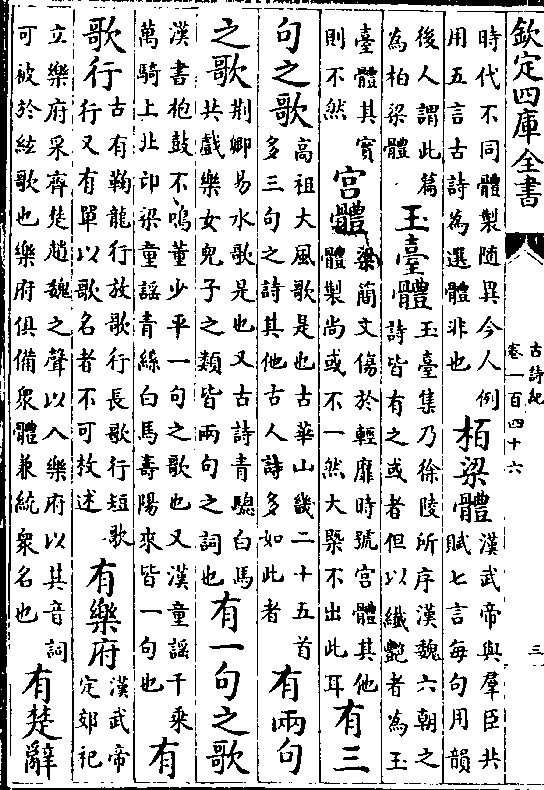 欽定四庫全書
古詩紀
卷一百四十六
三
時代不同體製随異今人例
用五言古詩為選體非也
栢梁體
漢武帝與羣臣共
賦七言每句用韻
後人謂此篇
為柏梁體
玉臺體
玉臺集乃徐陵所序漢魏六朝之
詩皆有之或者但以纖艷者為玉
臺體其實
則不然
宫體
梁簡文傷於輕靡時號宫體其他
體製尚或不一然大槩不出此耳
有三
句之歌
高祖大風歌是也古華山畿二十五首
多三句之詩其他古人詩多如此者
有兩句
之歌
荆卿易水歌是也又古詩青驄白馬
共戲樂女兒子之類皆兩句之詞也
有一句之歌
漢書枹鼓不鳴董少平一句之歌也又漢童謡千乘
萬騎上北邙梁童謡青絲白馬壽陽來皆一句也
有
歌行
古有鞠龍行放歌行長歌行短歌
行又有單以歌名者不可枚述
有樂府
漢武帝
定郊祀
立樂府采齊楚趙魏之聲以入樂府以其音詞
可被於絃歌也樂府俱備衆體兼統衆名也
有楚辭